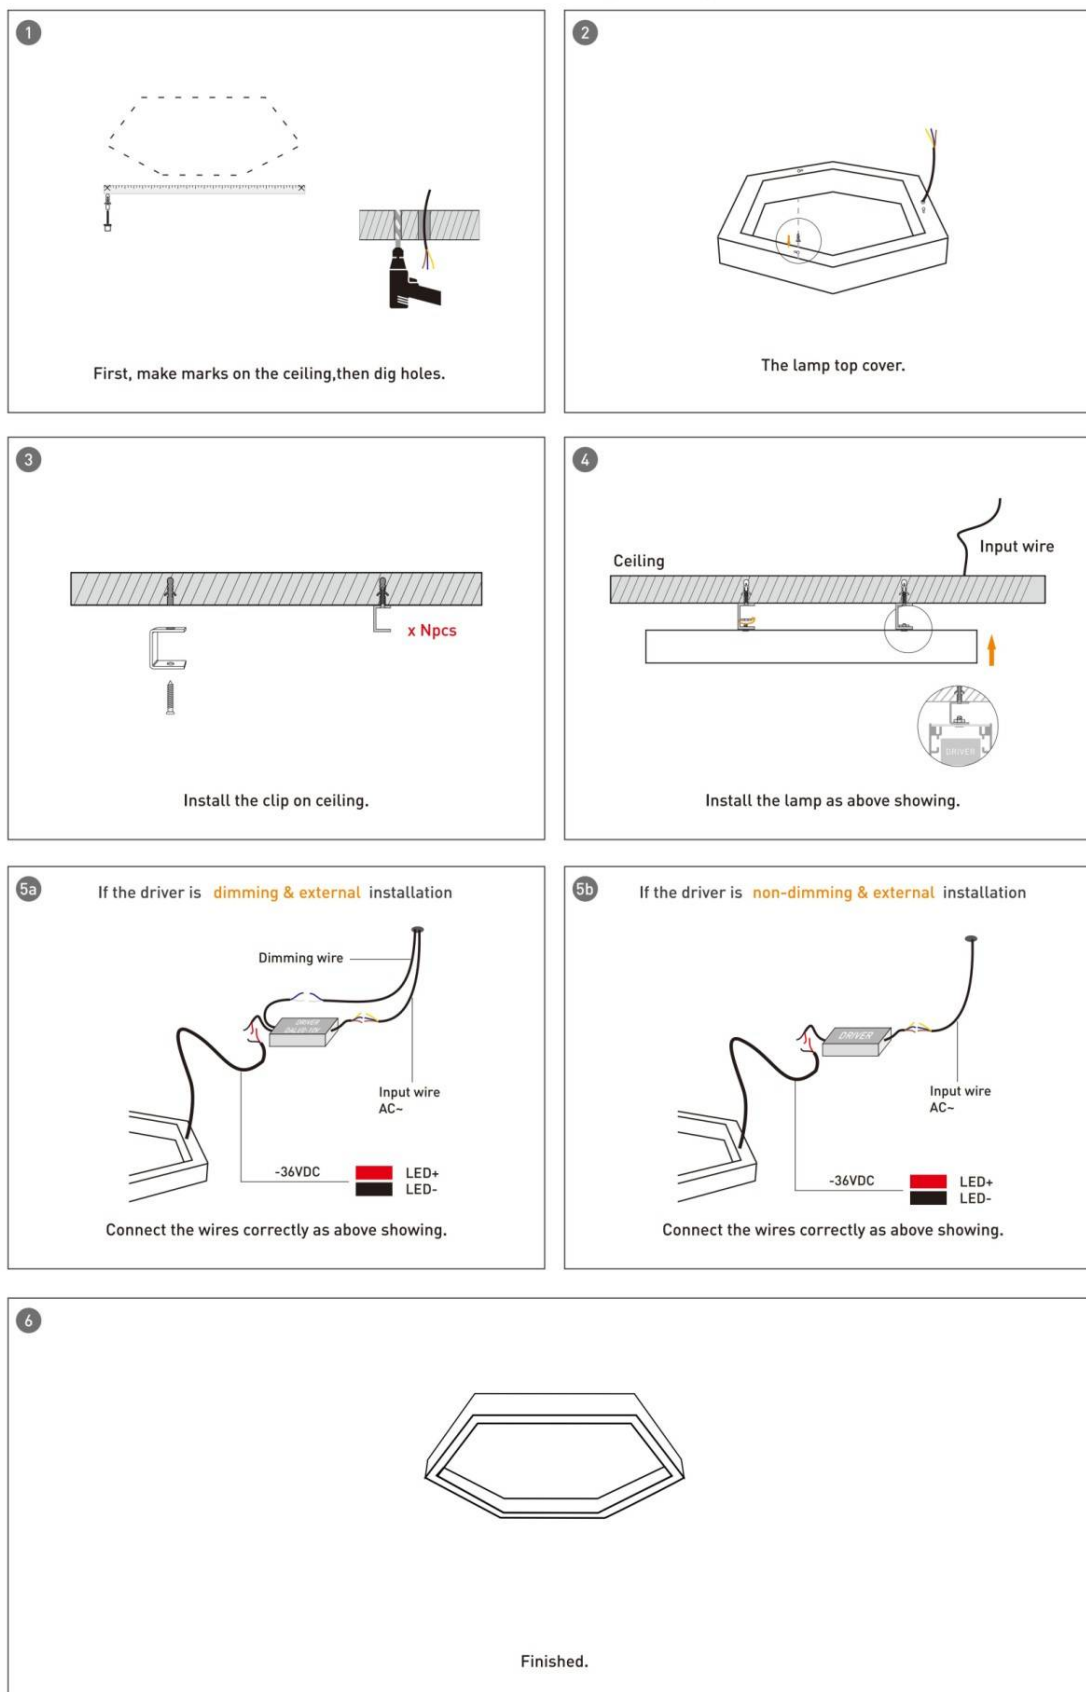 1
First, make marks on the ceiling,then dig holes.
2
The lamp top cover.
3
x Npcs
Install the clip on ceiling.
4
Ceiling
Input wire
DRIVER
Install the lamp as above showing.
5a
If the driver is dimming & external installation
Dimming wire
DRIVER
Input wire
AC~
-36VDC
LED+
LED-
Connect the wires correctly as above showing.
5b
If the driver is non-dimming & external installation
DRIVER
Input wire
AC~
-36VDC
LED+
LED-
Connect the wires correctly as above showing.
6
Finished.